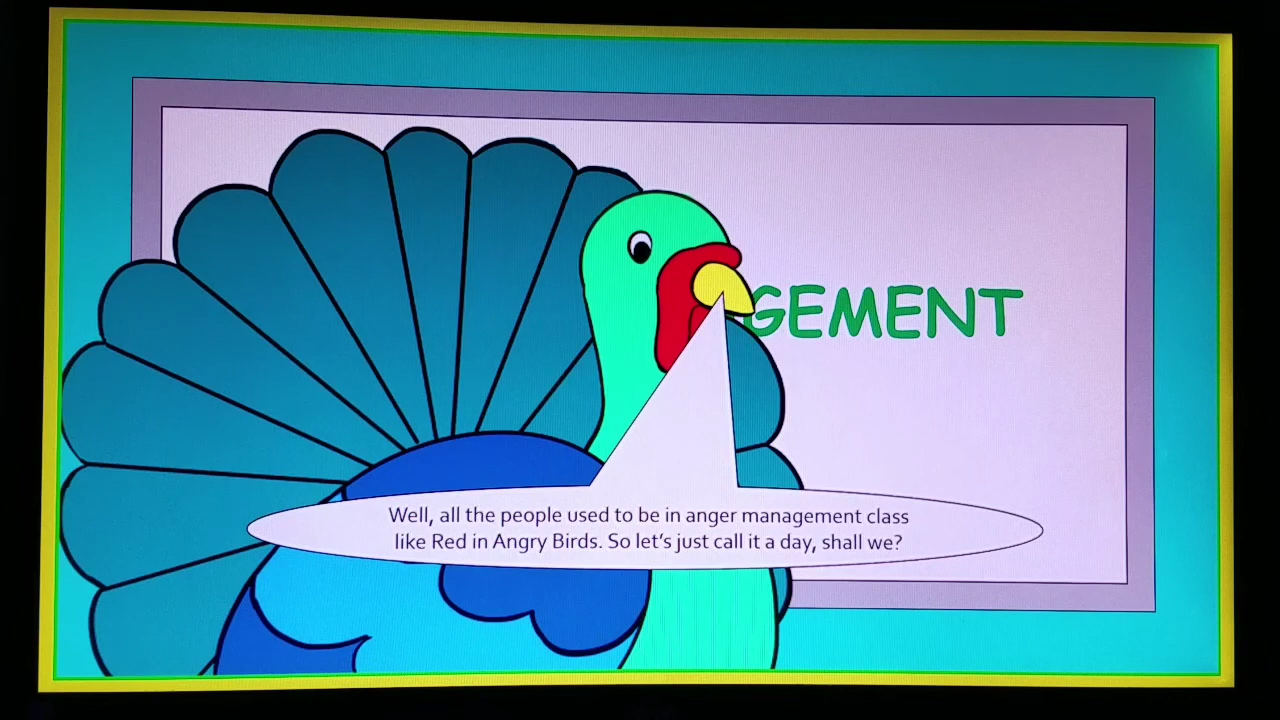 GEMENT
Well, all the people used to be in anger management class
like Red in Angry Birds. So let's just call it a day, shall we?